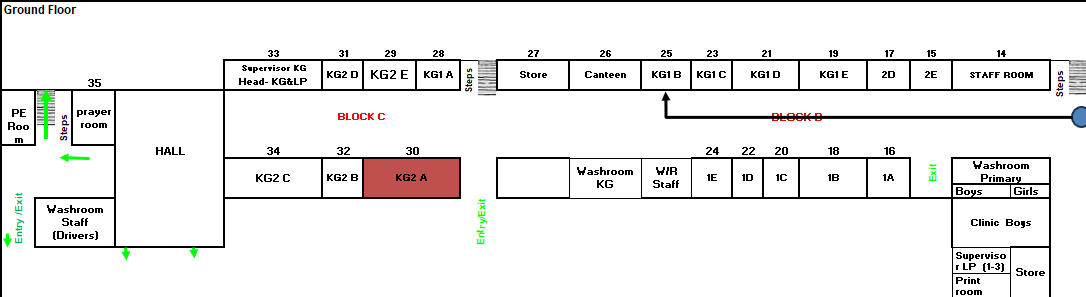 Ground Floor
33
31
29
28
27
26
25
23
21
19
17
15
14
Supervisor KG
Head- KG&LP
KG2 D
KG2 E
KG1 A
Steps
Store
Canteen
KG1 B
KG1 C
KG1 D
KG1 E
2D
2E
STAFF ROOM
Steps
35
PE
Roo
m
Steps
prayer
room
HALL
BLOCK C
BLOCK B
34
32
30
24
22
20
18
16
KG2 C
KG2 B
KG2 A
Washroom
KG
W/R
Staff
1E
1D
1C
1B
1A
Exit
Washroom
Primary
Boys
Girls
Entry /Exit
Washroom
Staff
(Drivers)
Entry/Exit
Clinic Boys
Superviso
r LP (1-3)
Print
room
Store